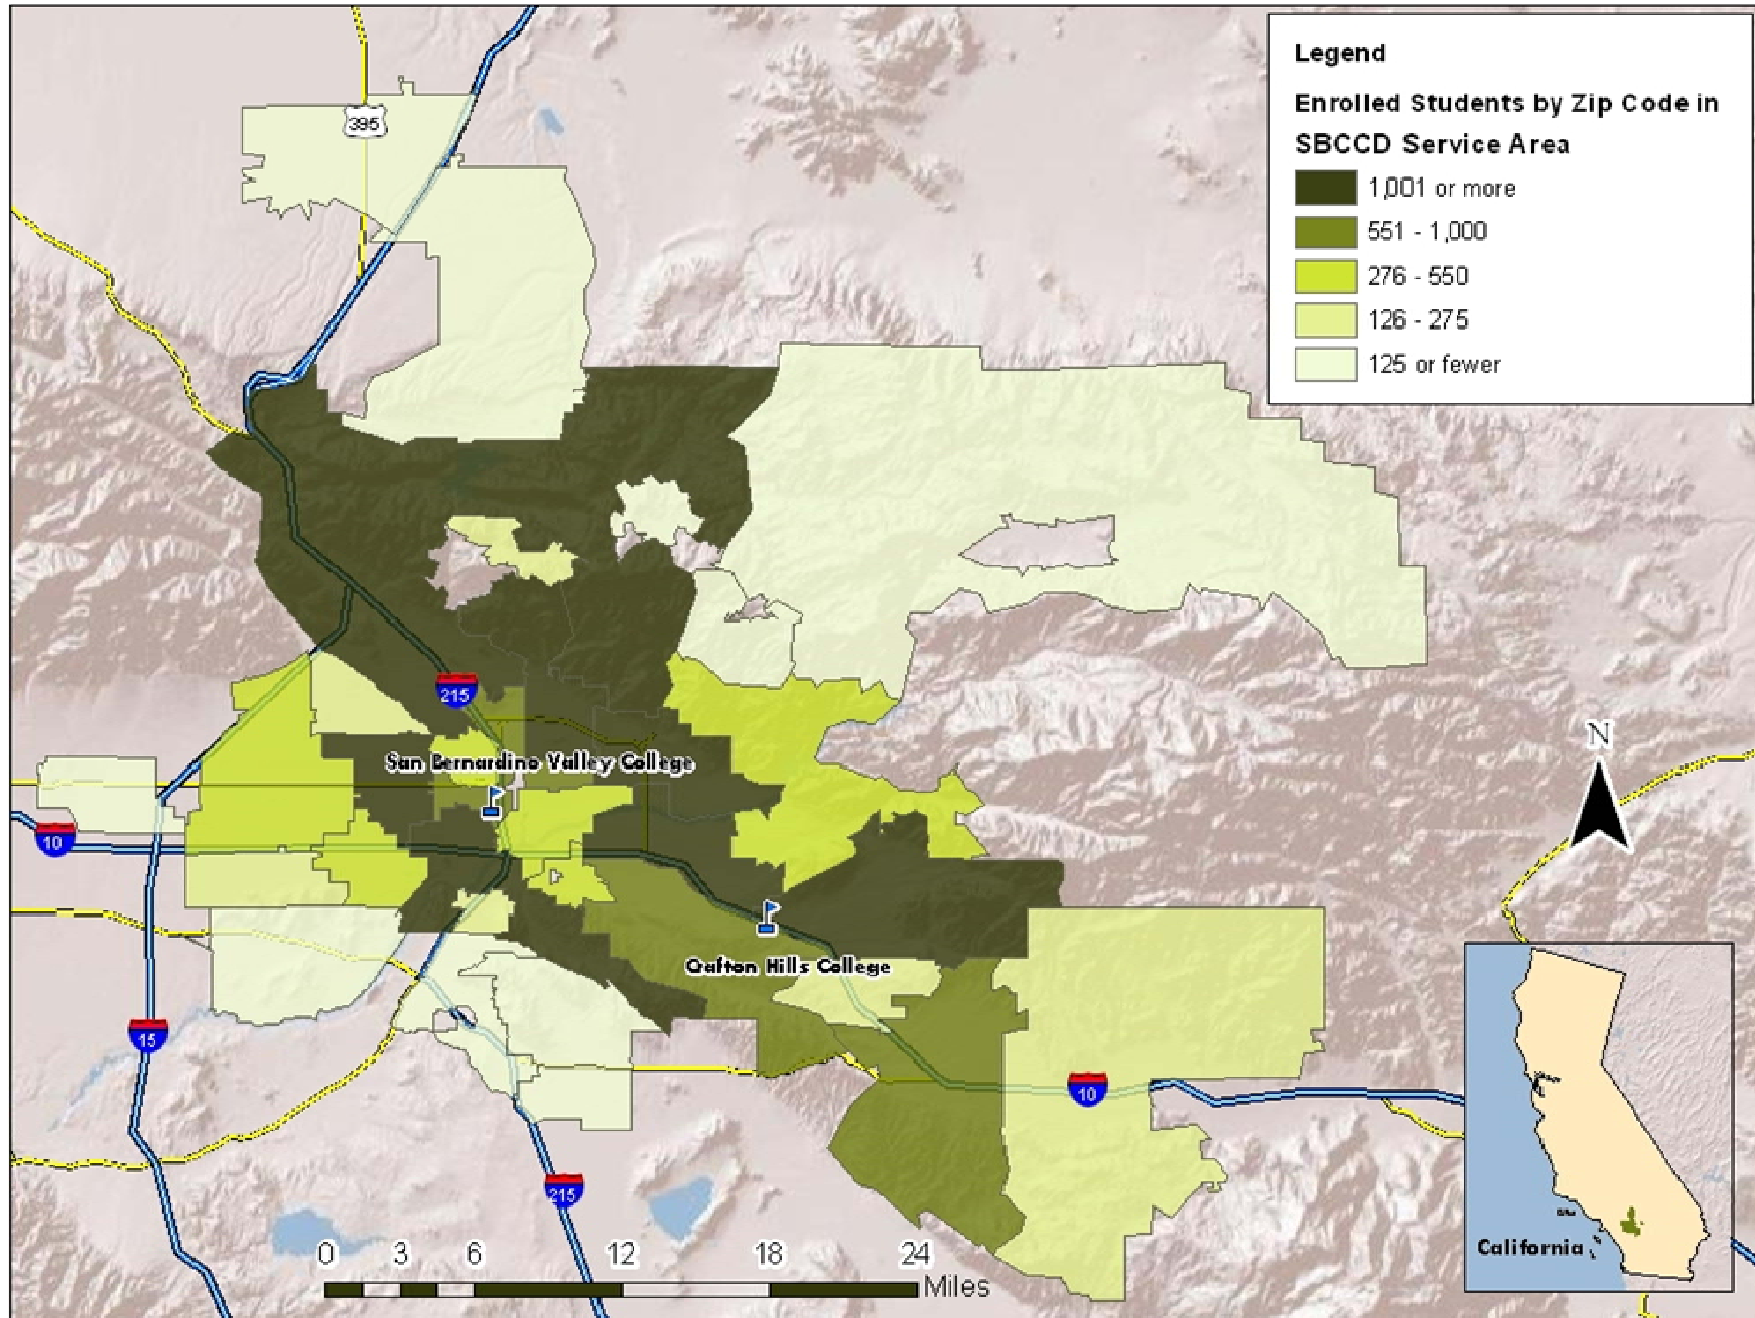 Legend
Enrolled Students by Zip Code in
SBCCD Service Area
1,001 or more
551 - 1,000
276 - 550
126 - 275
125 or fewer
395
215
San Bernardino Valley College
10
Crafton Hills College
N
15
10
215
0 3 6 12 18 24
Miles
California